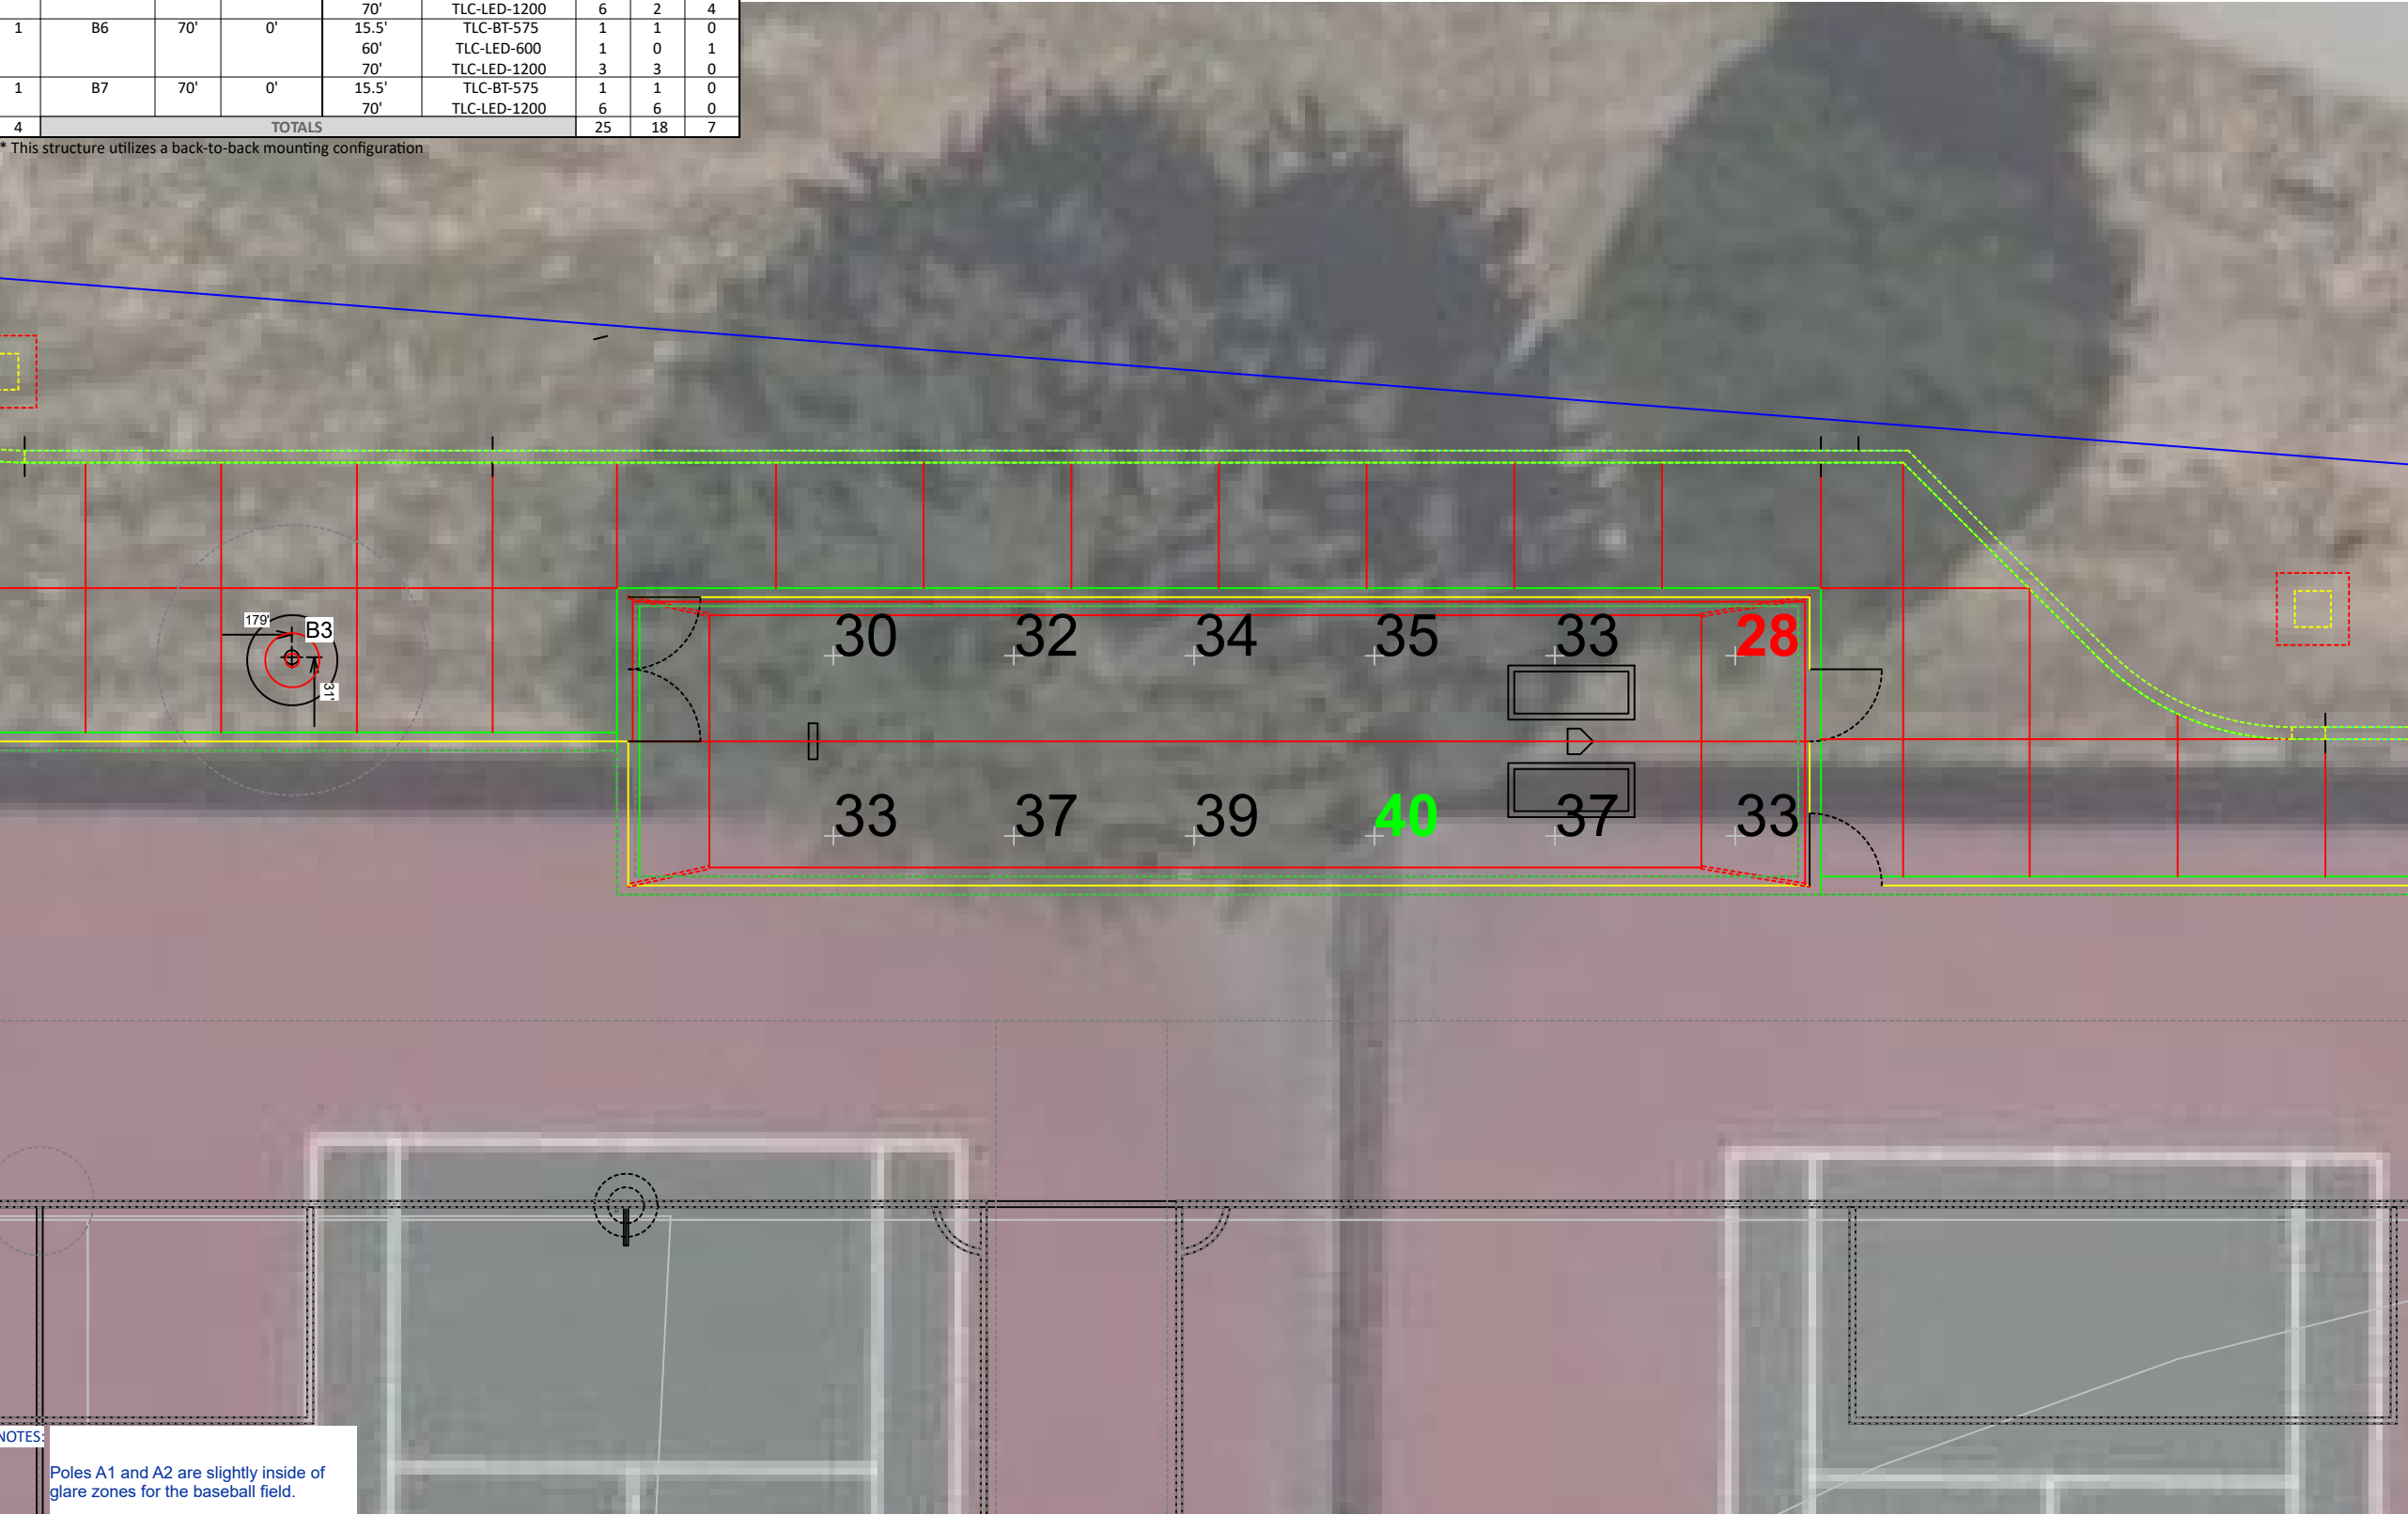 70' TLC-LED-1200 6 2 4
1 B6 70' 0' 15.5' TLC-BT-575 1 1 0
60' TLC-LED-600 1 0 1
70' TLC-LED-1200 3 3 0
1 B7 70' 0' 15.5' TLC-BT-575 1 1 0
70' TLC-LED-1200 6 6 0
4 TOTALS 25 18 7
* This structure utilizes a back-to-back mounting configuration
179'
B3
31'
30 32 34 35 33 28
33 37 39 40 37 33
NOTES:
Poles A1 and A2 are slightly inside of
glare zones for the baseball field.